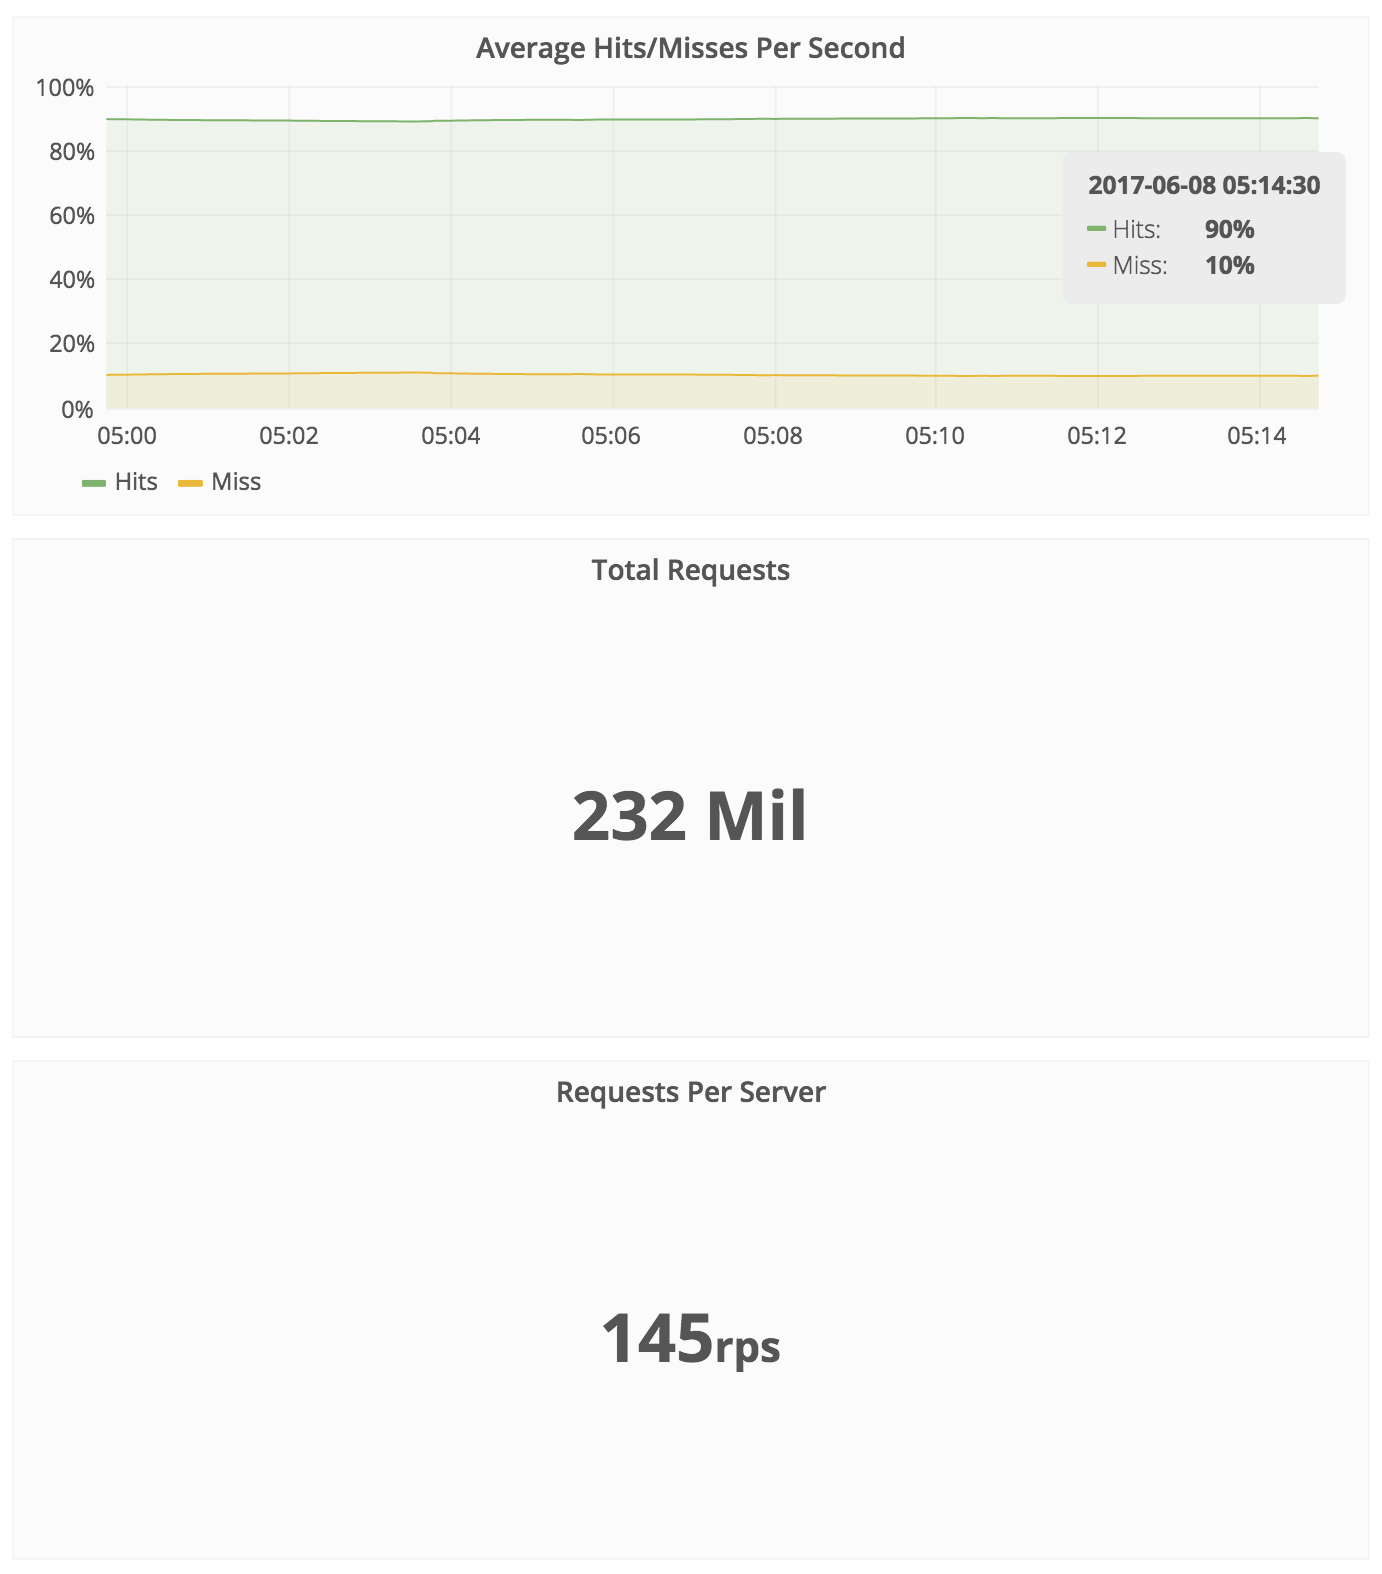 Average Hits/Misses Per Second
100%
80%
60%
40%
20%
0%
2017-06-08 05:14:30
Hits: 90%
Miss: 10%
05:00 05:02 05:04 05:06 05:08 05:10 05:12 05:14
Hits Miss
Total Requests
232 Mil
Requests Per Server
145rps